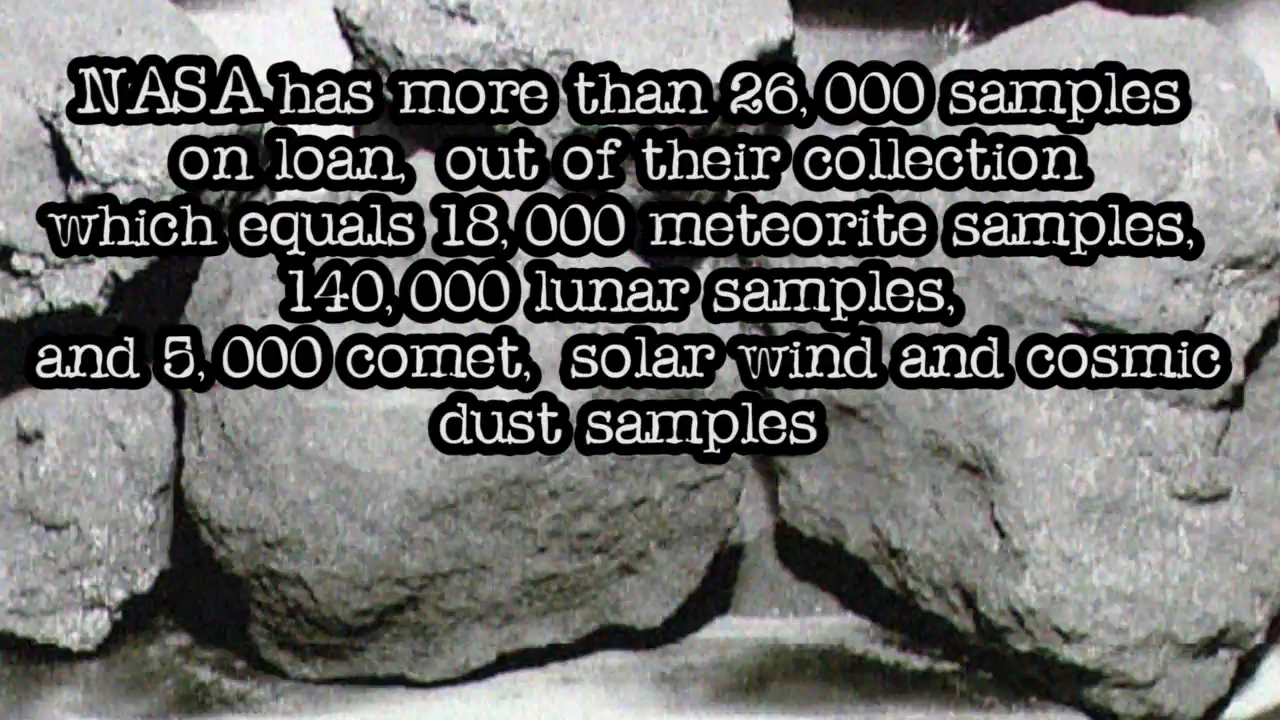 NASA has more than 26,000 samples
on loan, out of their collection
which equals 18,000 meteorite samples,
140,000 lunar samples,
and 5,000 comet, solar wind and cosmic
dust samples